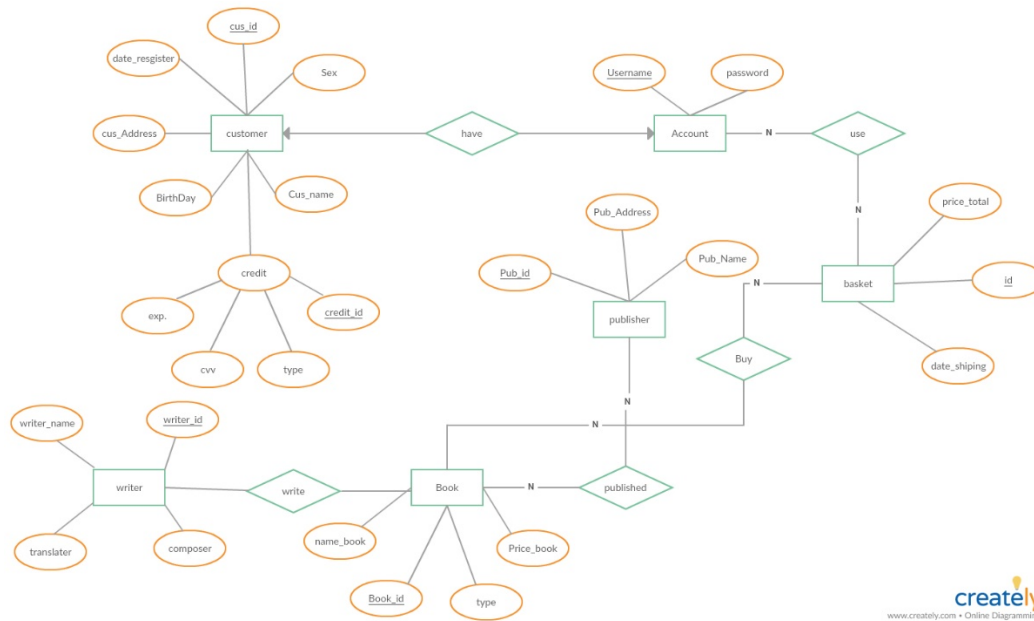 cus_id
date_resgister
Sex
Username
password
cus_Address
customer
have
Account
N
use
BirthDay
Cus_name
Pub_Address
N
price_total
Pub_id
Pub_Name
credit
N
basket
id
exp.
credit_id
publisher
Buy
cvv
type
date_shiping
N
writer_name
writer_id
N
writer
write
Book
N
published
name_book
Price_book
translater
composer
Book_id
type
creately
www.creately.com • Online Diagramming